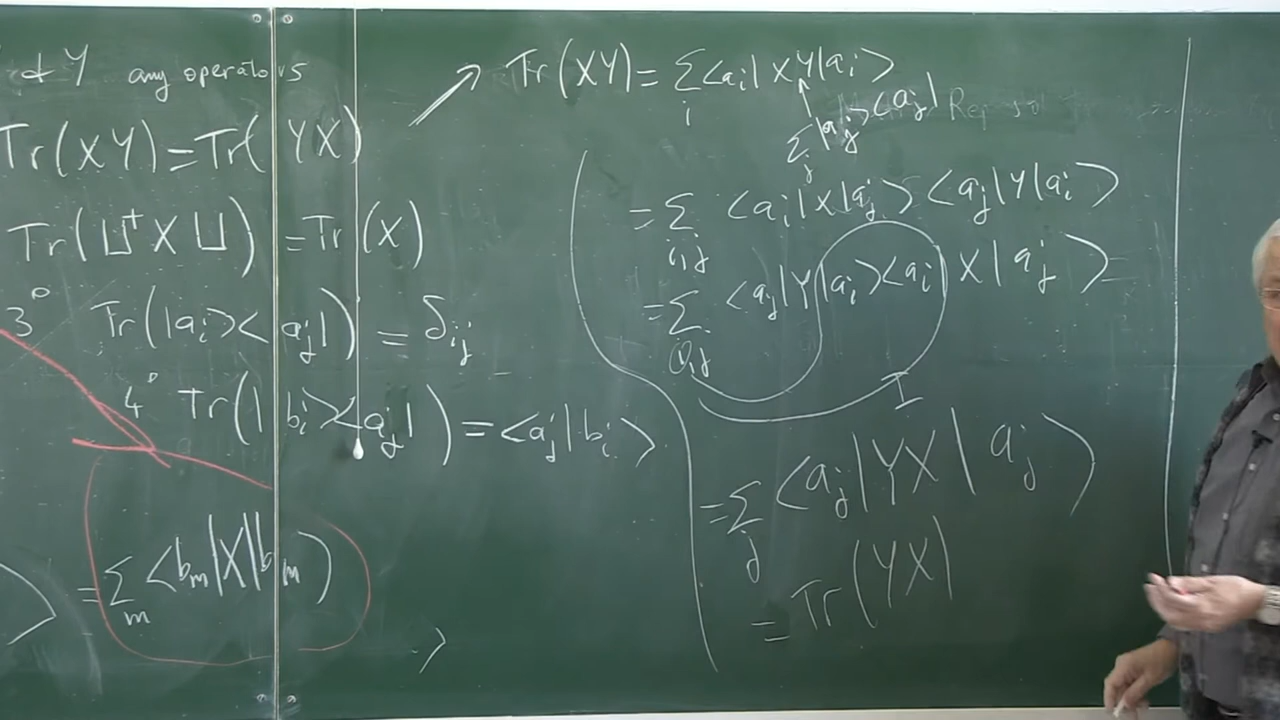 d Y any operators
Tr(XY)=Tr(YX)
Tr(U†XU)=Tr(X)
3° Tr(|ai><aj|) = δij
4° Tr(|bi><aj|) = <aj|bi>
=Σm <bm|X|bm>
Tr(XY)=Σi<ai|XY|ai>
Σj|aj><aj|
=Σi,j <ai|X|aj><aj|Y|ai>
=Σi,j <aj|Y|ai><ai|X|aj>=
I
=Σj <aj|YX|aj>
=Tr(YX)